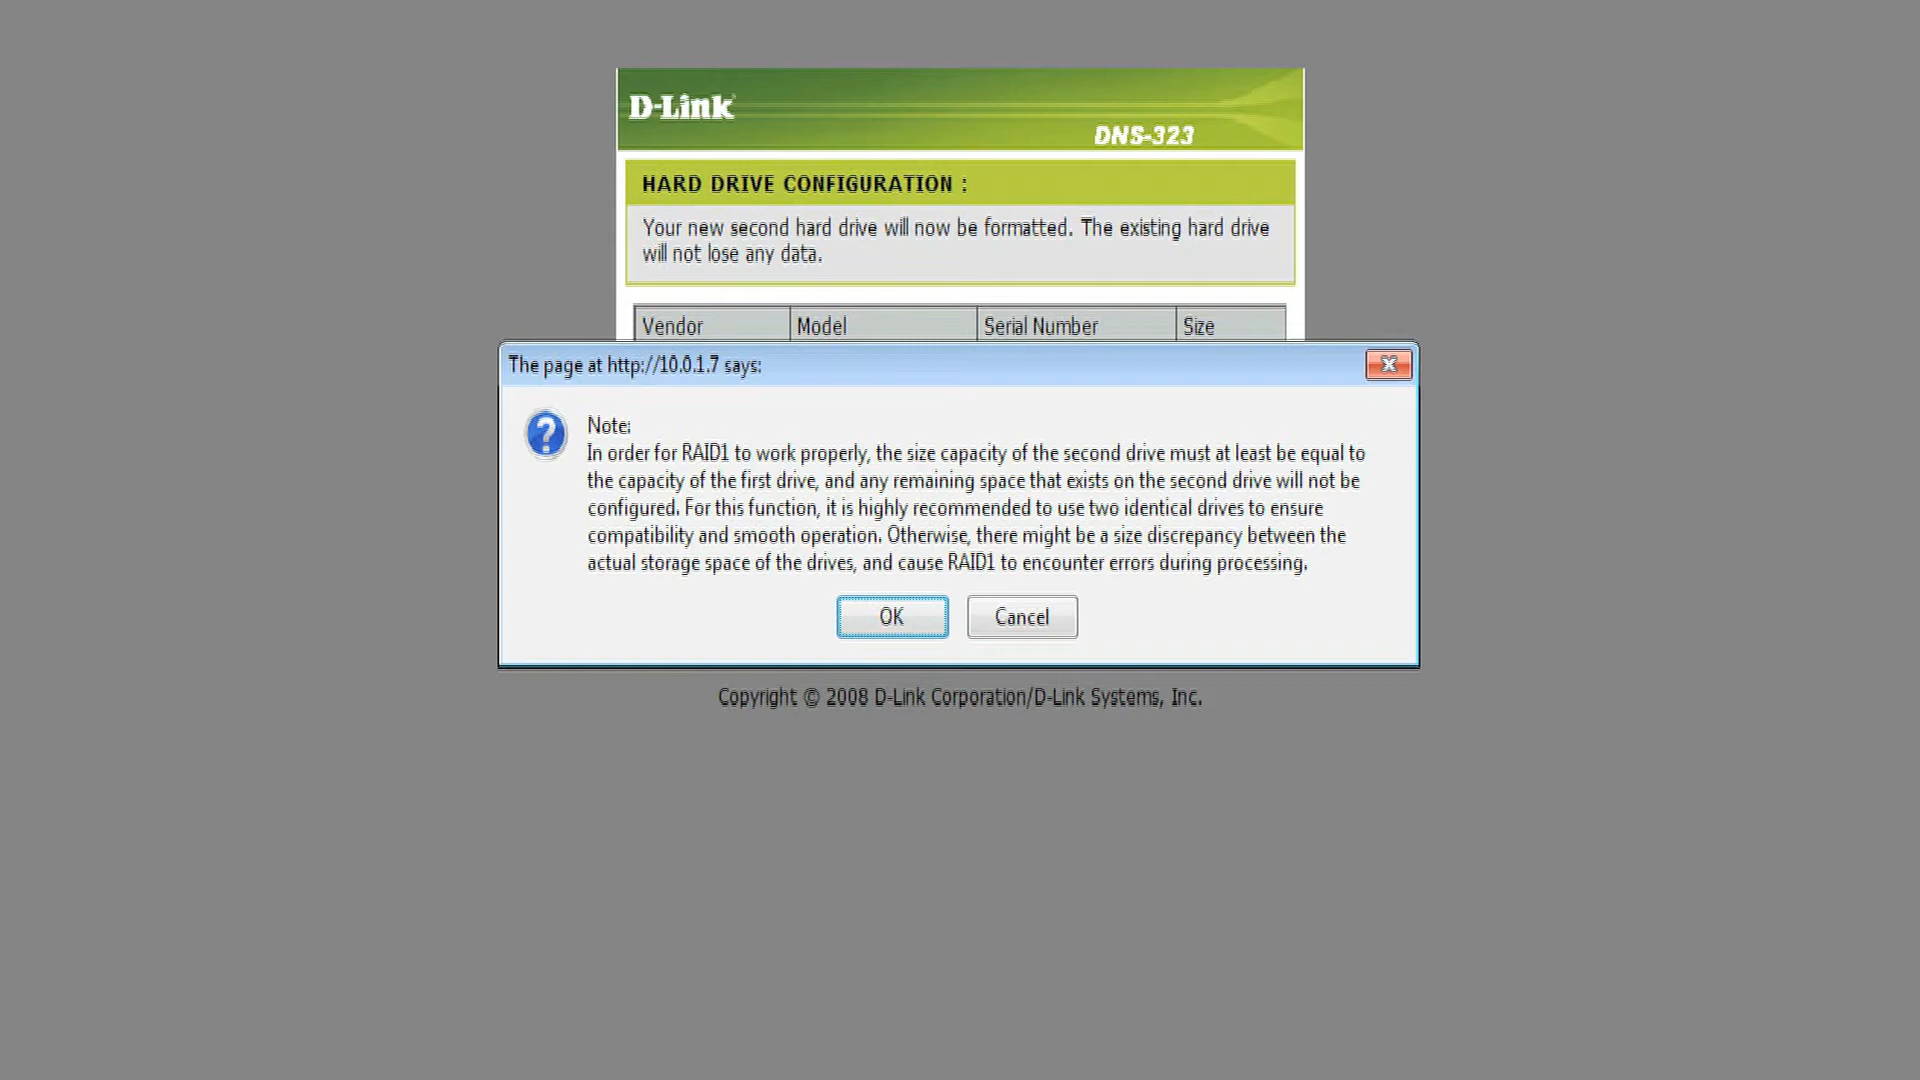 D-Link
DNS-323
HARD DRIVE CONFIGURATION :
Your new second hard drive will now be formatted. The existing hard drive
will not lose any data.
Vendor Model Serial Number Size
The page at http://10.0.1.7 says:
Note:
In order for RAID1 to work properly, the size capacity of the second drive must at least be equal to
the capacity of the first drive, and any remaining space that exists on the second drive will not be
configured. For this function, it is highly recommended to use two identical drives to ensure
compatibility and smooth operation. Otherwise, there might be a size discrepancy between the
actual storage space of the drives, and cause RAID1 to encounter errors during processing.
OK Cancel
Copyright © 2008 D-Link Corporation/D-Link Systems, Inc.